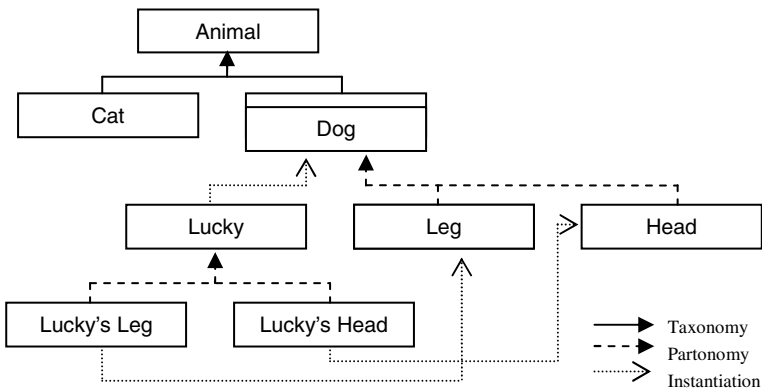 Animal
Cat
Dog
Lucky
Leg
Head
Lucky's Leg
Lucky's Head
Taxonomy
Partonomy
Instantiation